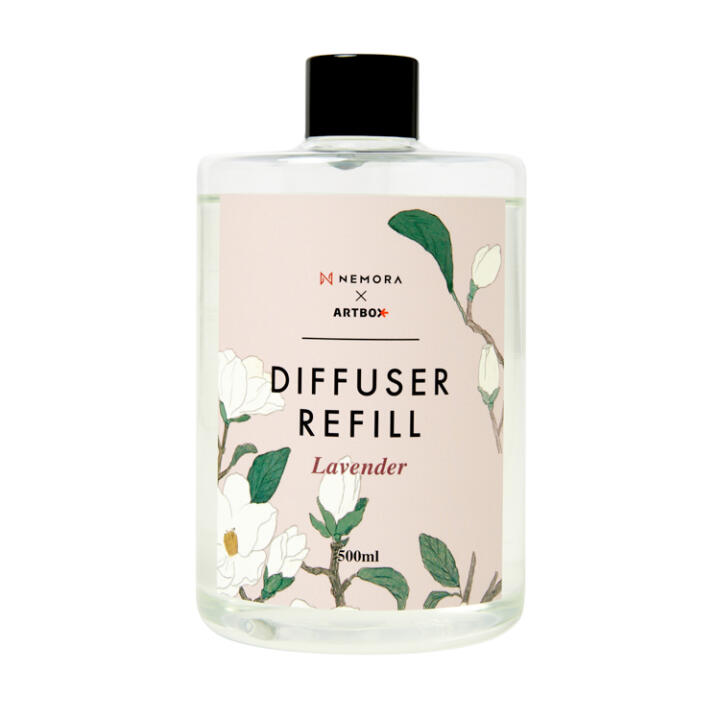 NEMORA
×
ARTBOX
DIFFUSER
REFILL
Lavender
500ml